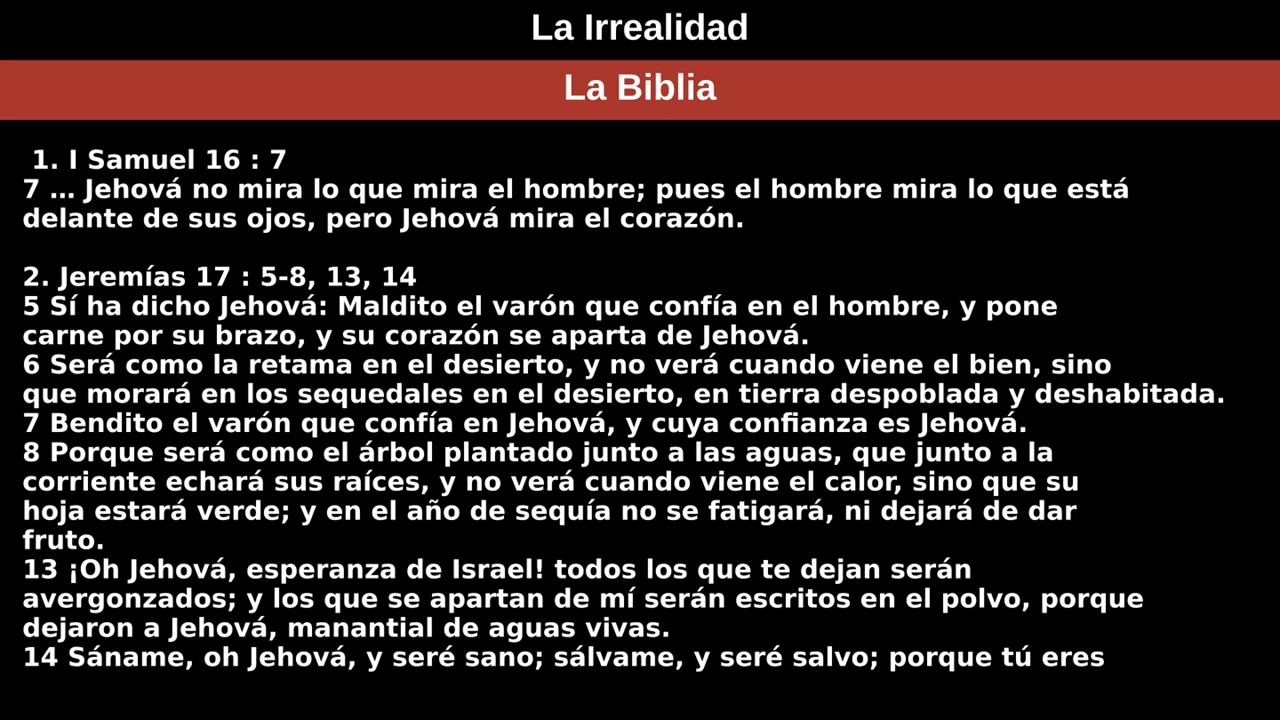 La Irrealidad
La Biblia
1. I Samuel 16 : 7
7 … Jehová no mira lo que mira el hombre; pues el hombre mira lo que está
delante de sus ojos, pero Jehová mira el corazón.
2. Jeremías 17 : 5-8, 13, 14
5 Sí ha dicho Jehová: Maldito el varón que confía en el hombre, y pone
carne por su brazo, y su corazón se aparta de Jehová.
6 Será como la retama en el desierto, y no verá cuando viene el bien, sino
que morará en los sequedales en el desierto, en tierra despoblada y deshabitada.
7 Bendito el varón que confía en Jehová, y cuya confianza es Jehová.
8 Porque será como el árbol plantado junto a las aguas, que junto a la
corriente echará sus raíces, y no verá cuando viene el calor, sino que su
hoja estará verde; y en el año de sequía no se fatigará, ni dejará de dar
fruto.
13 ¡Oh Jehová, esperanza de Israel! todos los que te dejan serán
avergonzados; y los que se apartan de mí serán escritos en el polvo, porque
dejaron a Jehová, manantial de aguas vivas.
14 Sáname, oh Jehová, y seré sano; sálvame, y seré salvo; porque tú eres